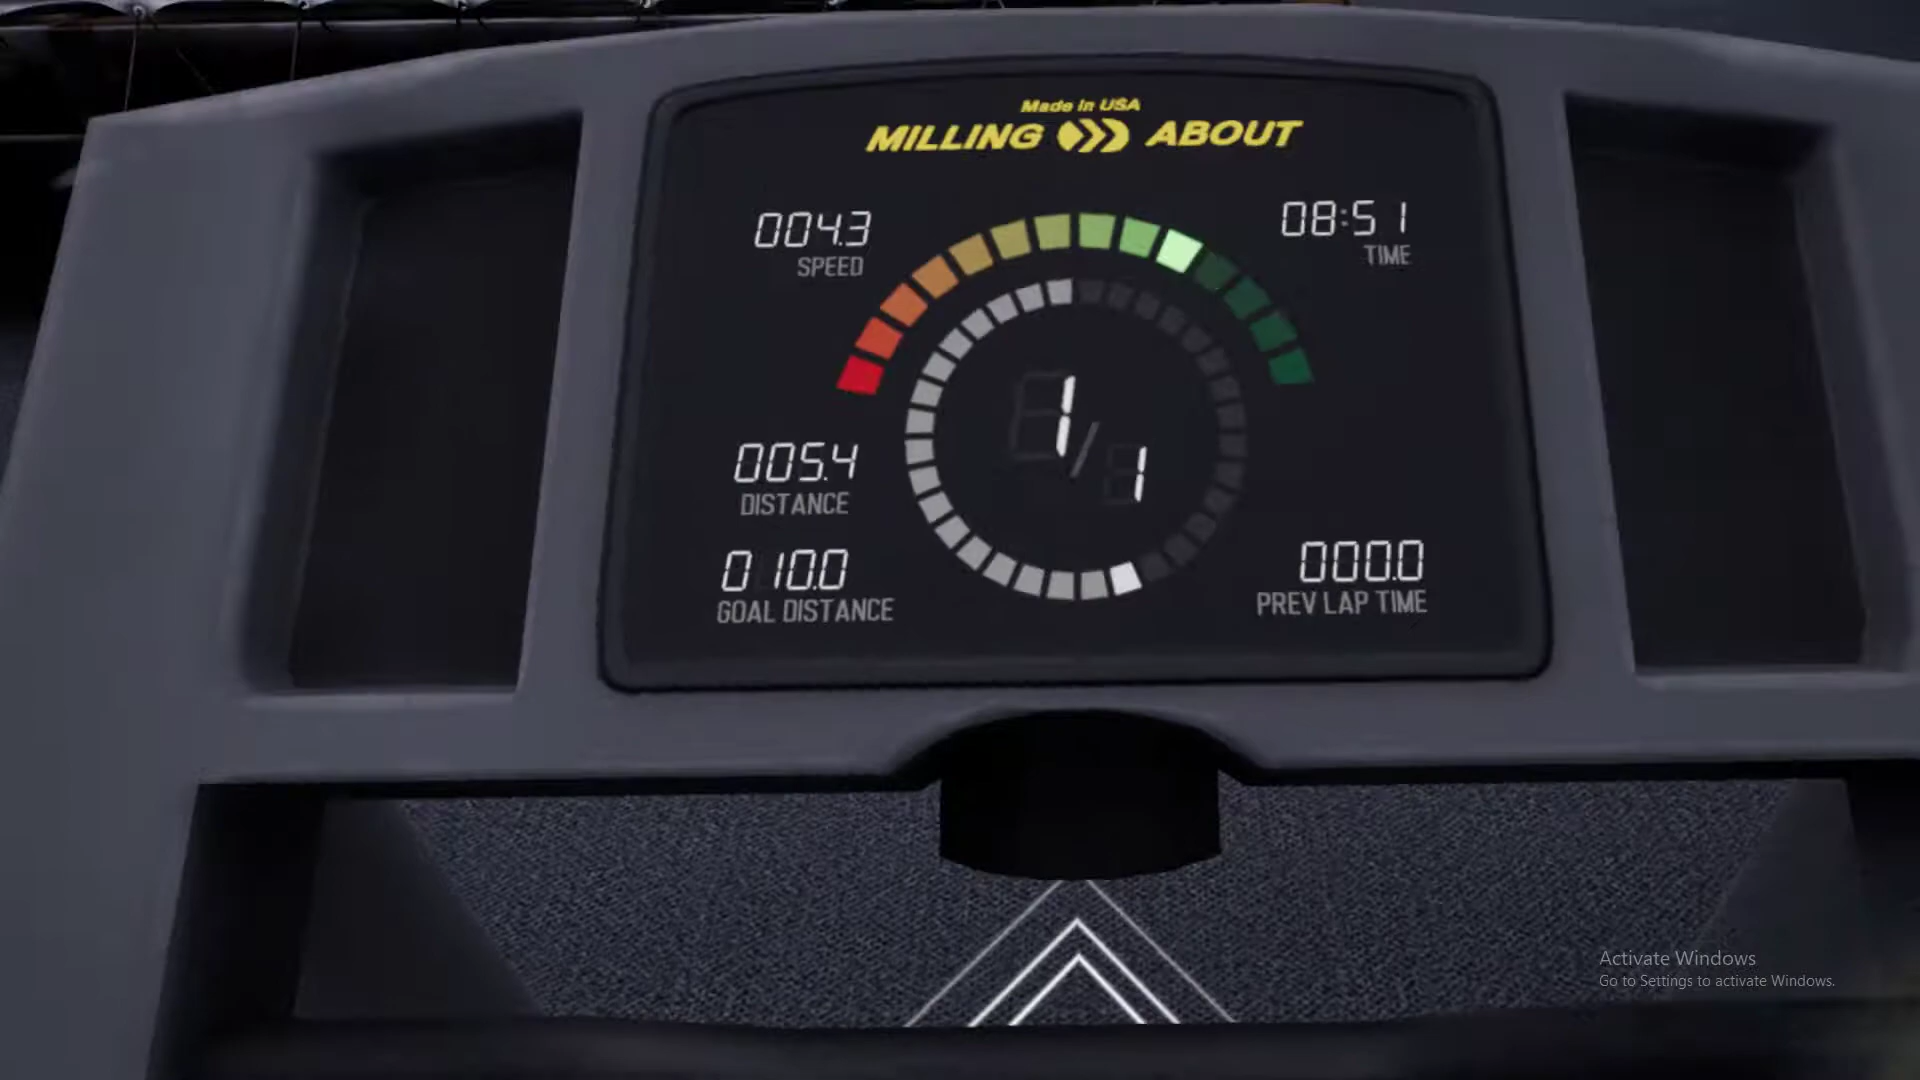 Made In USA
MILLING ABOUT
004.3
SPEED
08:51
TIME
1/1
005.4
DISTANCE
010.0
GOAL DISTANCE
000.0
PREV LAP TIME
Activate Windows
Go to Settings to activate Windows.